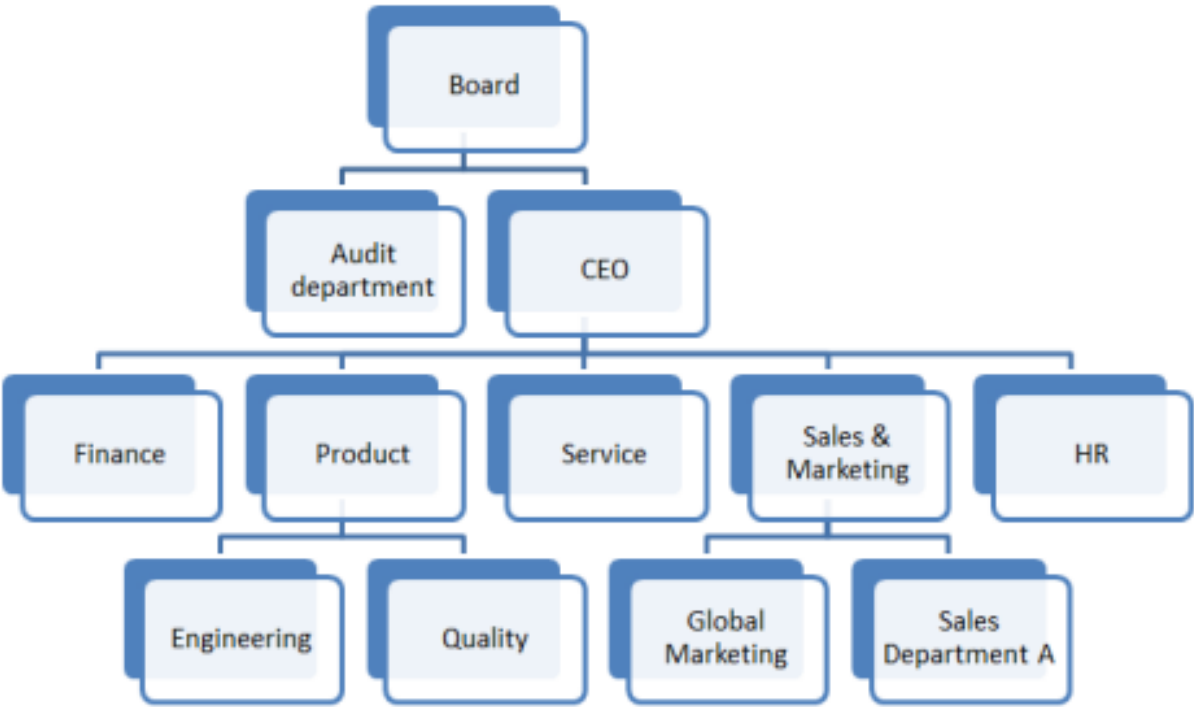 Board
Audit
department
CEO
Finance
Product
Service
Sales &
Marketing
HR
Engineering
Quality
Global
Marketing
Sales
Department A